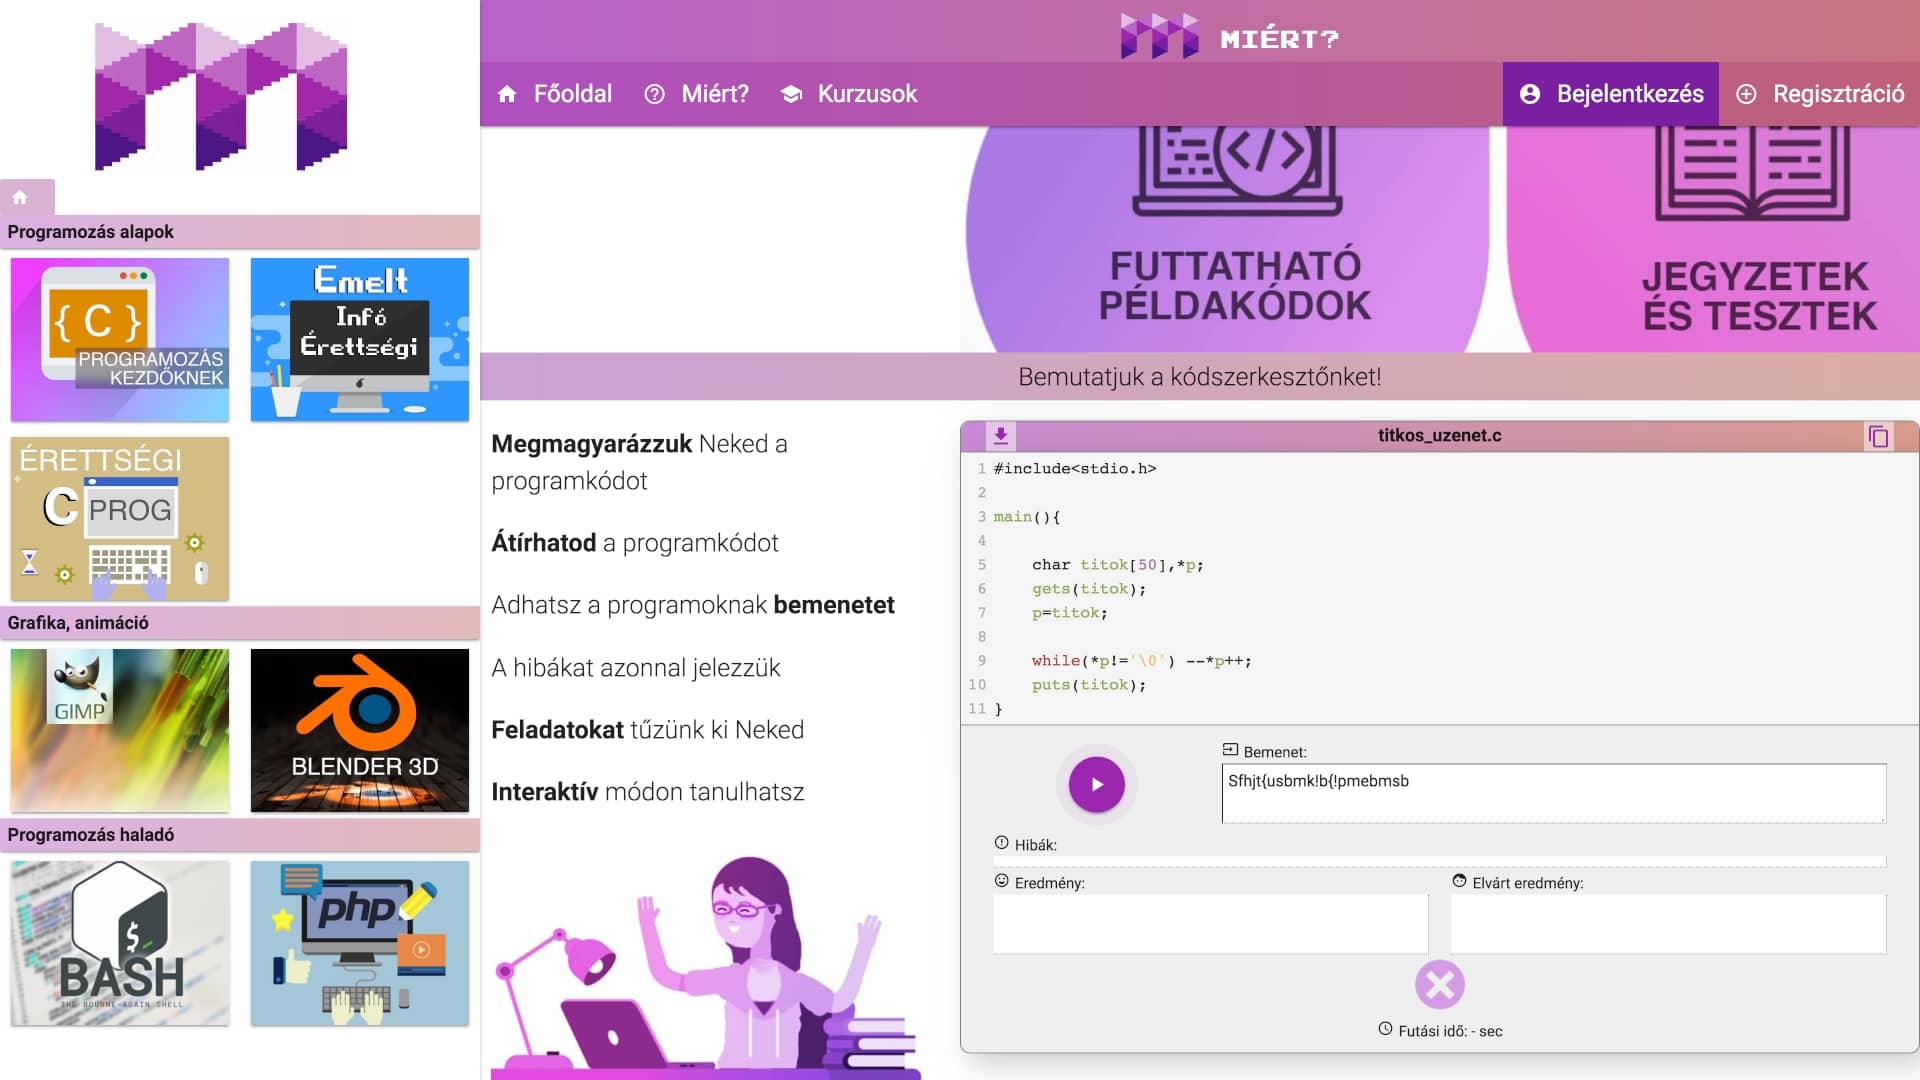 MIÉRT?
Főoldal
Miért?
Kurzusok
Bejelentkezés
Regisztráció
Programozás alapok
{ C }
PROGRAMOZÁS
KEZDŐKNEK
Emelt
Infó
Érettségi
ÉRETTSÉGI
C PROG
Grafika, animáció
GIMP
BLENDER 3D
Programozás haladó
$_
BASH
THE BOURNE-AGAIN SHELL
php
</>
FUTTATHATÓ
PÉLDAKÓDOK
JEGYZETEK
ÉS TESZTEK
Bemutatjuk a kódszerkesztőnket!
Megmagyarázzuk Neked a
programkódot
Átírhatod a programkódot
Adhatsz a programoknak bemenetet
A hibákat azonnal jelezzük
Feladatokat tűzünk ki Neked
Interaktív módon tanulhatsz
titkos_uzenet.c
1 #include<stdio.h>
2
3 main(){
4
5 char titok[50],*p;
6 gets(titok);
7 p=titok;
8
9 while(*p!='\0') --*p++;
10 puts(titok);
11 }
Bemenet:
Sfhjt{usbmk!b{!pmebmsb
Hibák:
Eredmény:
Elvárt eredmény:
Futási idő: - sec